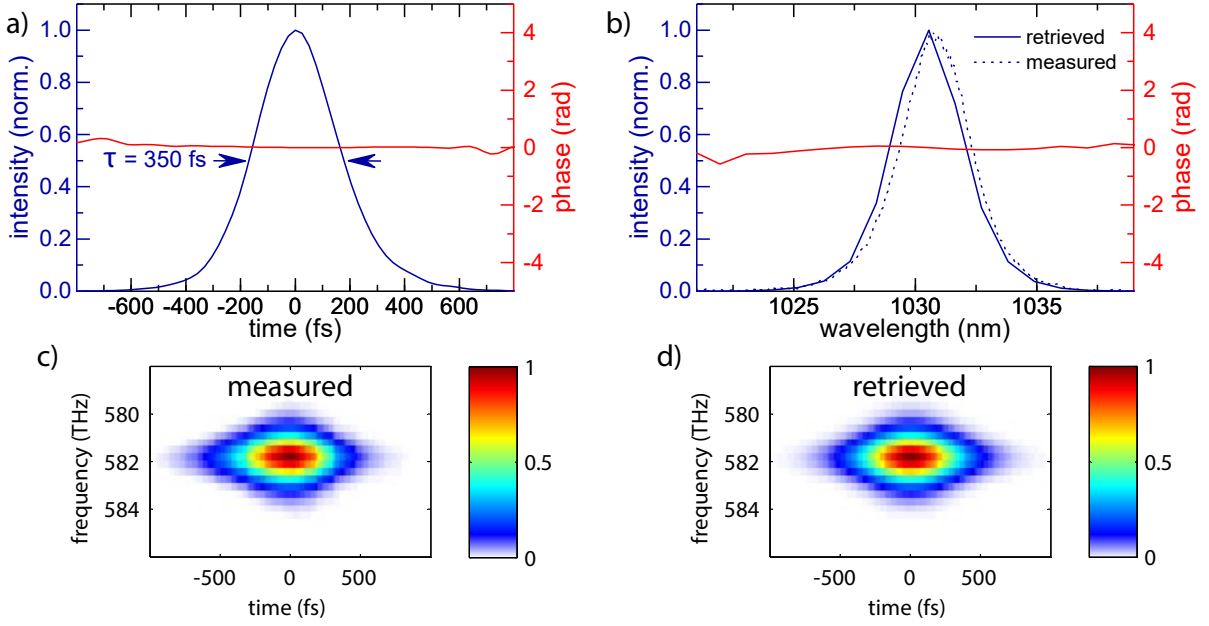 a)
1.0
0.8
0.6
0.4
0.2
0.0
intensity (norm.)
τ = 350 fs
4
2
0
-2
-4
phase (rad)
-600 -400 -200 0 200 400 600
time (fs)
b)
1.0
0.8
0.6
0.4
0.2
0.0
intensity (norm.)
retrieved
measured
4
2
0
-2
-4
phase (rad)
1025 1030 1035
wavelength (nm)
c)
measured
580
582
584
frequency (THz)
-500 0 500
time (fs)
1
0.5
0
d)
retrieved
580
582
584
frequency (THz)
-500 0 500
time (fs)
1
0.5
0